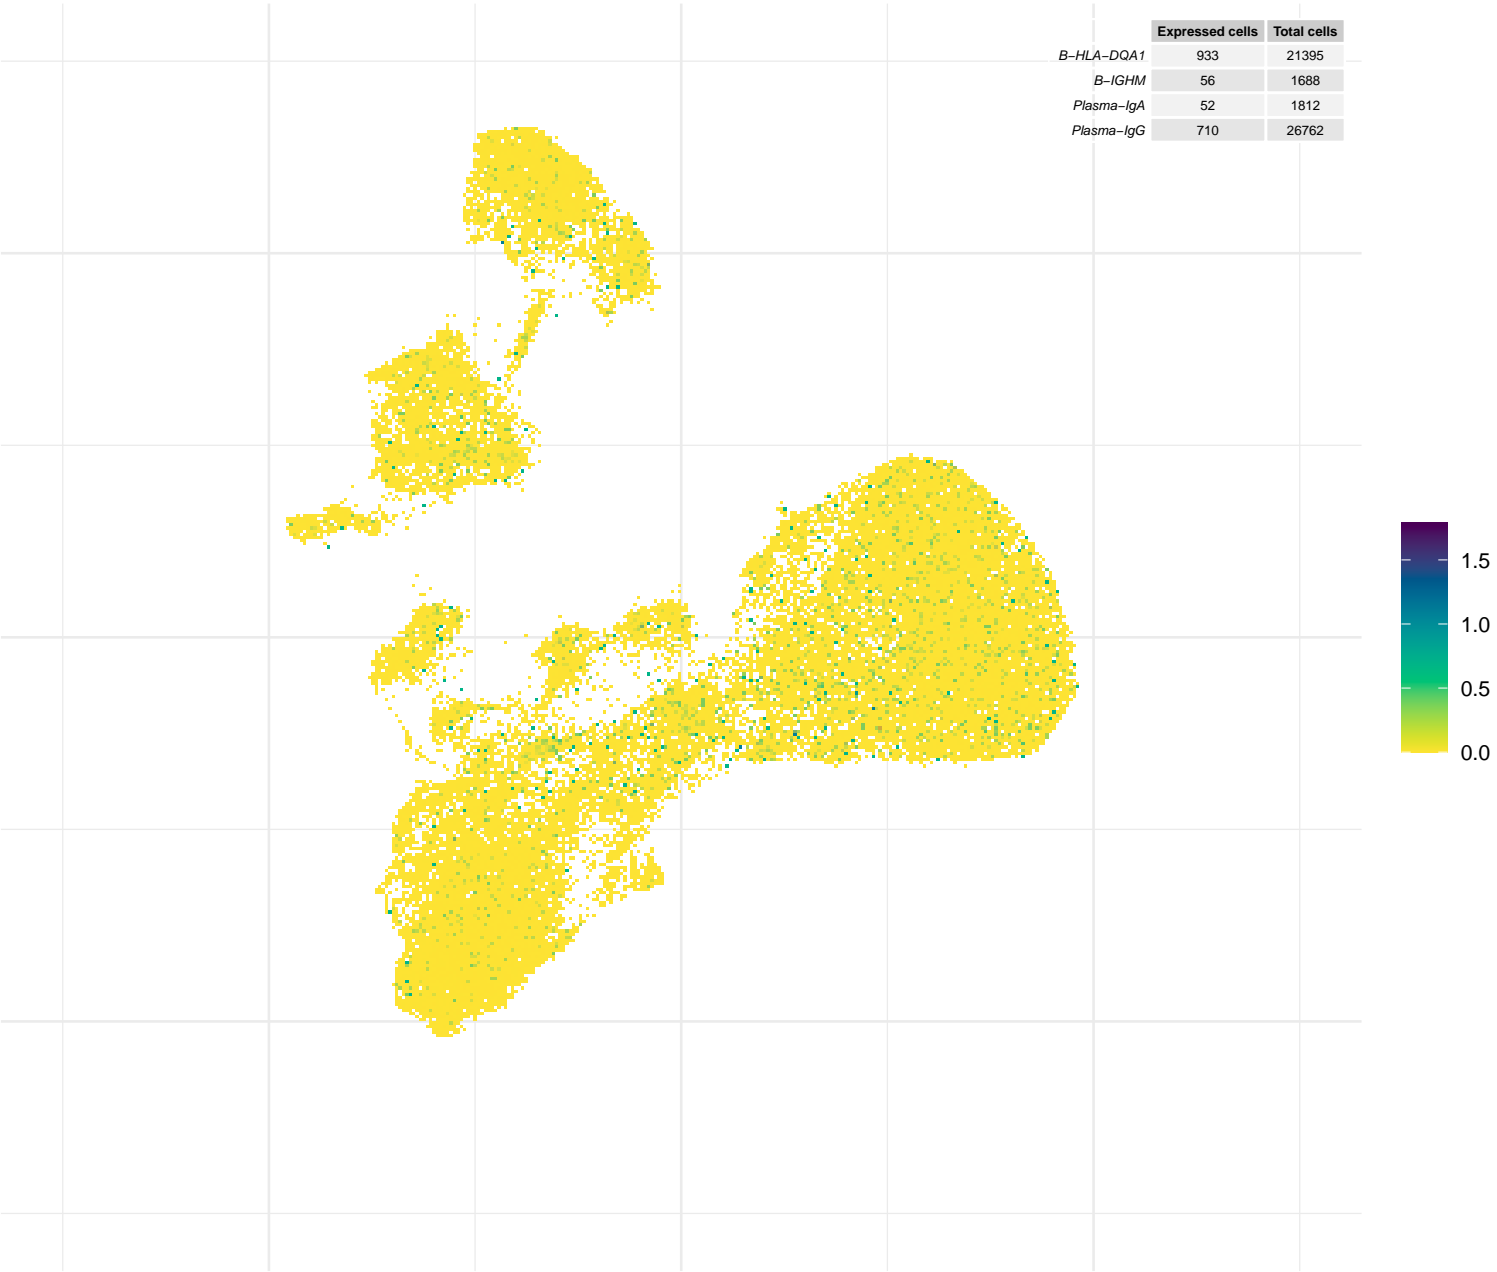 Expressed cells Total cells
B−HLA−DQA1 933 21395
B−IGHM 56 1688
Plasma−IgA 52 1812
Plasma−IgG 710 26762
1.5
1.0
0.5
0.0